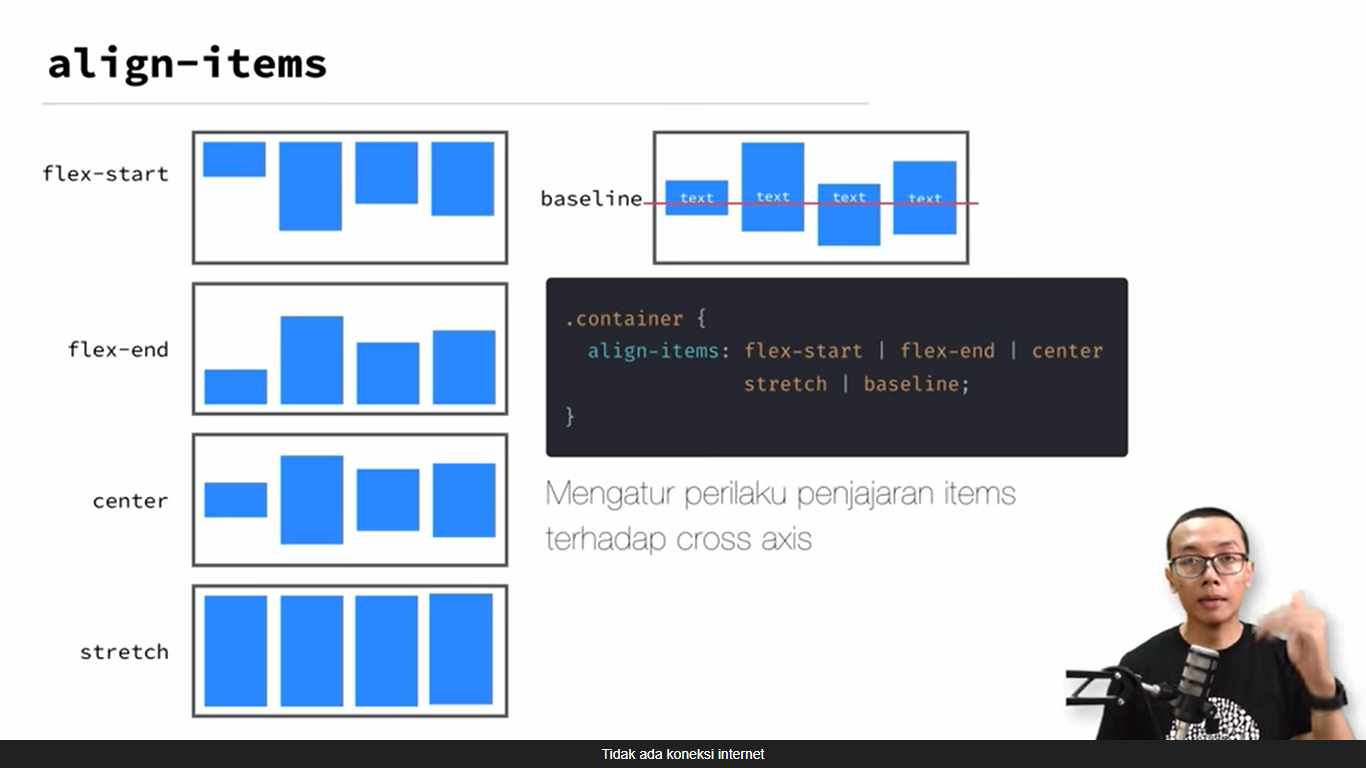 align-items
flex-start
baseline
text text text text
flex-end
.container {
align-items: flex-start | flex-end | center
stretch | baseline;
}
center
Mengatur perilaku penjajaran items
terhadap cross axis
stretch
Tidak ada koneksi internet